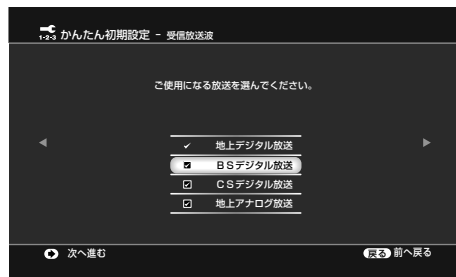 1-2-3 かんたん初期設定 － 受信放送波
ご使用になる放送を選んでください。
地上デジタル放送
BSデジタル放送
CSデジタル放送
地上アナログ放送
次へ進む
戻る 前へ戻る